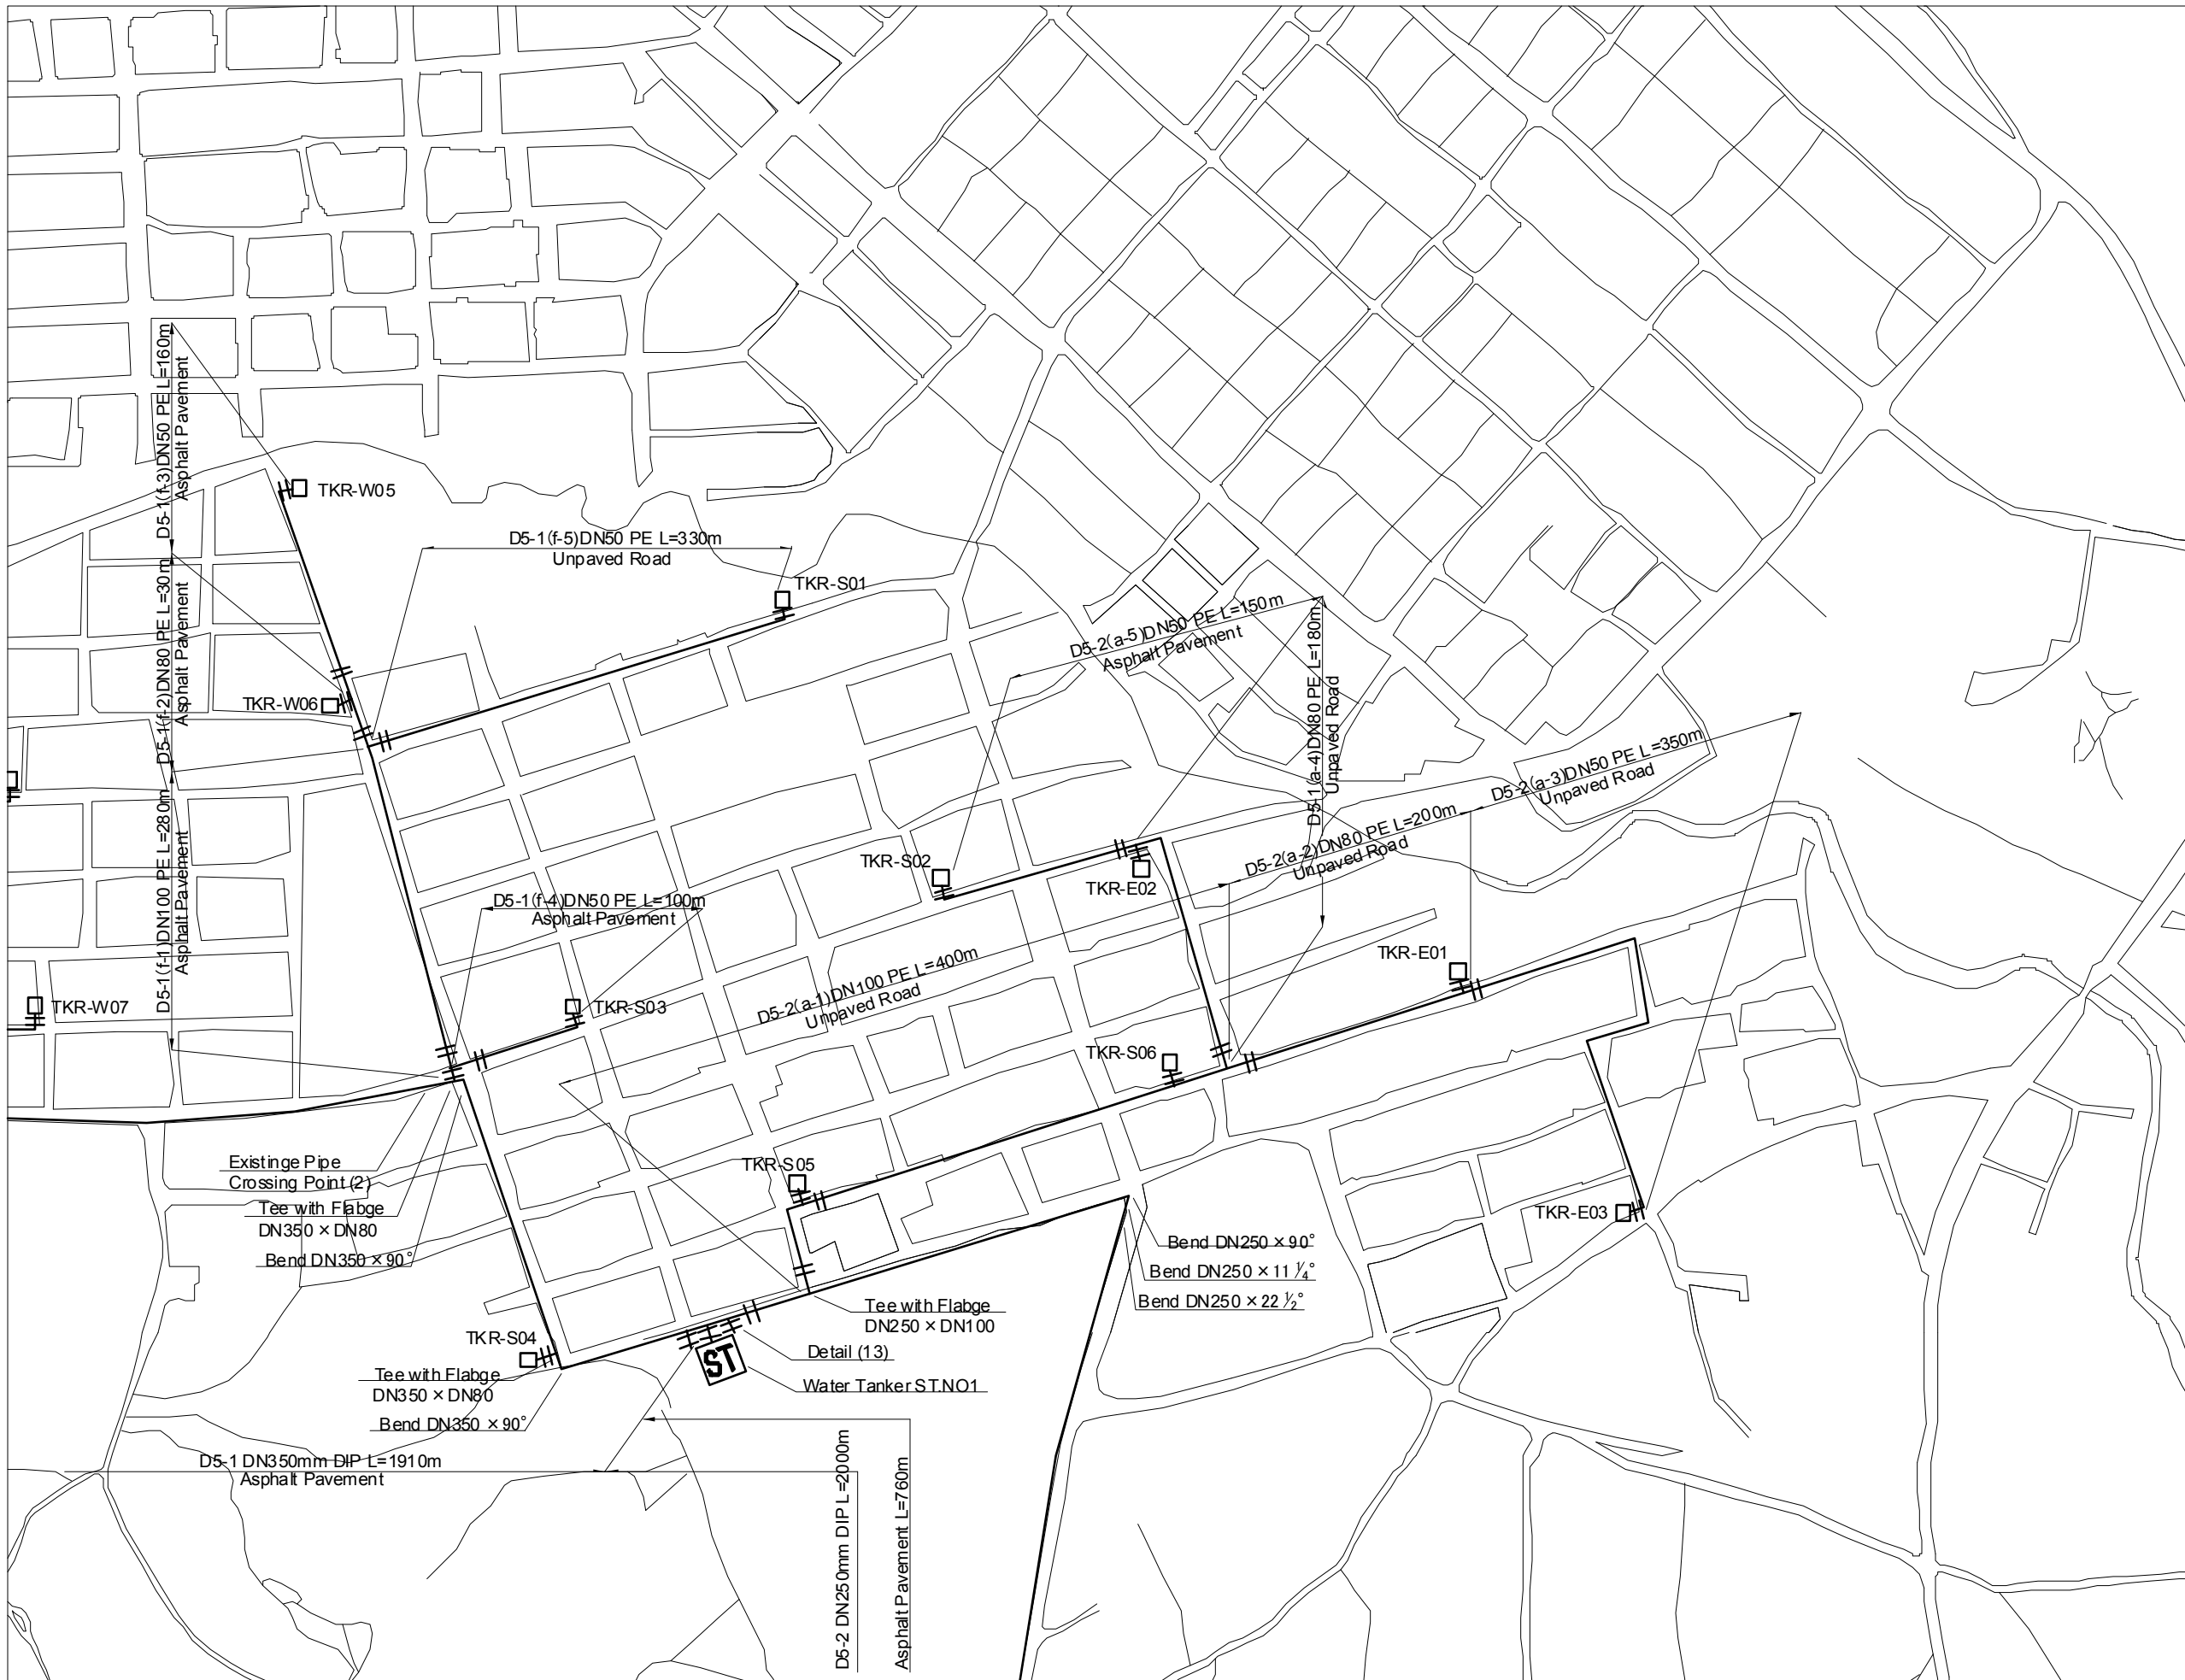 D5-1(f-3)DN50 PE L=160m
Asphalt Pavement
TKR-W05
D5-1(f-5)DN50 PE L=330m
Unpaved Road
TKR-S01
D5-1(f-2)DN80 PE L=30m
Asphalt Pavement
TKR-W06
D5-2(a-5)DN50 PE L=150m
Asphalt Pavement
D5-1(a-4)DN80 PE L=180m
Unpaved Road
D5-2(a-3)DN50 PE L=350m
Unpaved Road
D5-2(a-2)DN80 PE L=200m
Unpaved Road
TKR-S02
TKR-E02
D5-1(f-1)DN100 PE L=280m
Asphalt Pavement
D5-1(f-4)DN50 PE L=100m
Asphalt Pavement
TKR-E01
D5-2(a-1)DN100 PE L=400m
Unpaved Road
TKR-W07
TKR-S03
TKR-S06
Existinge Pipe
Crossing Point (2)
TKR-S05
Tee with Flabge
DN350 × DN80
Bend DN350 × 90°
TKR-E03
Bend DN250 × 90°
Bend DN250 × 11 ¼°
Bend DN250 × 22 ½°
Tee with Flabge
DN250 × DN100
TKR-S04
Detail (13)
ST
Tee with Flabge
DN350 × DN80
Water Tanker ST.NO1
Bend DN350 × 90°
D5-1 DN350mm DIP L=1910m
Asphalt Pavement
D5-2 DN250mm DIP L=2000m
Asphalt Pavement L=760m